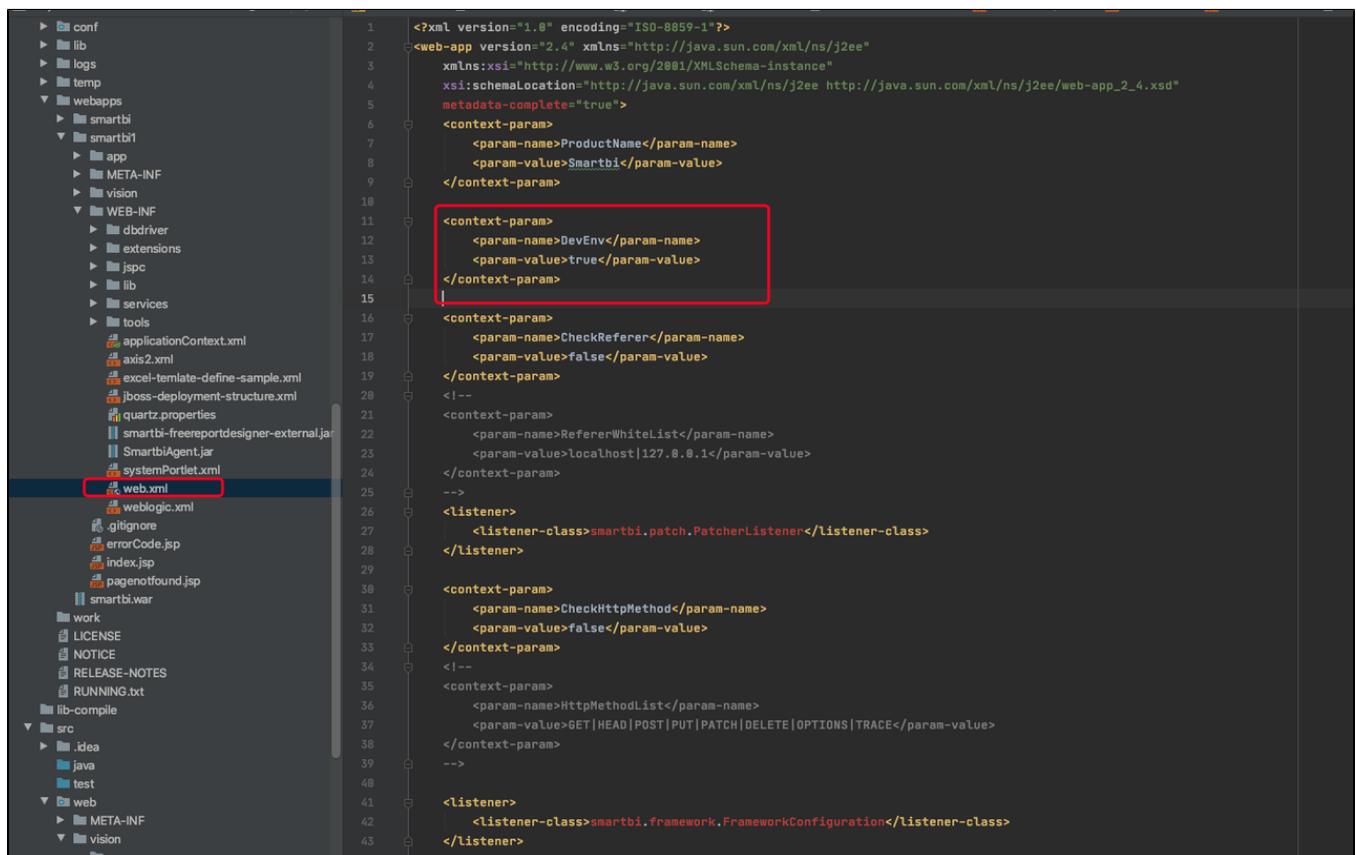 conf
lib
logs
temp
webapps
smartbi
smartbi1
app
META-INF
vision
WEB-INF
dbdriver
extensions
jspc
lib
services
tools
applicationContext.xml
axis2.xml
excel-temlate-define-sample.xml
jboss-deployment-structure.xml
quartz.properties
smartbi-freereportdesigner-external.jar
SmartbiAgent.jar
systemPortlet.xml
web.xml
weblogic.xml
.gitignore
errorCode.jsp
index.jsp
pagenotfound.jsp
smartbi.war
work
LICENSE
NOTICE
RELEASE-NOTES
RUNNING.txt
lib-compile
src
.idea
java
test
web
META-INF
vision
1 <?xml version="1.0" encoding="ISO-8859-1"?>
2 <web-app version="2.4" xmlns="http://java.sun.com/xml/ns/j2ee"
3 xmlns:xsi="http://www.w3.org/2001/XMLSchema-instance"
4 xsi:schemaLocation="http://java.sun.com/xml/ns/j2ee http://java.sun.com/xml/ns/j2ee/web-app_2_4.xsd"
5 metadata-complete="true">
6 <context-param>
7 <param-name>ProductName</param-name>
8 <param-value>Smartbi</param-value>
9 </context-param>
10
11 <context-param>
12 <param-name>DevEnv</param-name>
13 <param-value>true</param-value>
14 </context-param>
15
16 <context-param>
17 <param-name>CheckReferer</param-name>
18 <param-value>false</param-value>
19 </context-param>
20 <!--
21 <context-param>
22 <param-name>RefererWhiteList</param-name>
23 <param-value>localhost|127.0.0.1</param-value>
24 </context-param>
25 -->
26 <listener>
27 <listener-class>smartbi.patch.PatcherListener</listener-class>
28 </listener>
29
30 <context-param>
31 <param-name>CheckHttpMethod</param-name>
32 <param-value>false</param-value>
33 </context-param>
34 <!--
35 <context-param>
36 <param-name>HttpMethodList</param-name>
37 <param-value>GET|HEAD|POST|PUT|PATCH|DELETE|OPTIONS|TRACE</param-value>
38 </context-param>
39 -->
40
41 <listener>
42 <listener-class>smartbi.framework.FrameworkConfiguration</listener-class>
43 </listener>